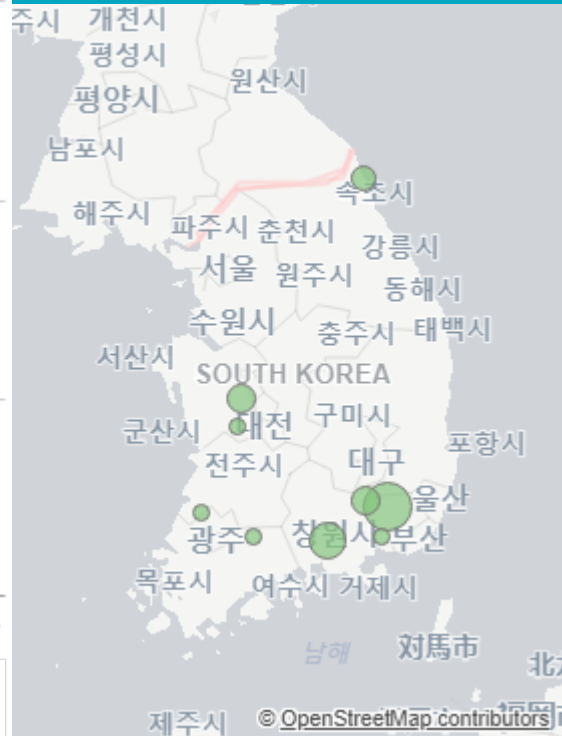 주시 개천시
평성시
원산시
평양시
남포시
속초시
해주시
파주시 춘천시
강릉시
서울 원주시
동해시
수원시
충주시 태백시
서산시
SOUTH KOREA
구미시
군산시 대전
포항시
전주시 대구
울산
광주 창원시 부산
목포시 여수시 거제시
남해 対馬市
제주시
© OpenStreetMap contributors